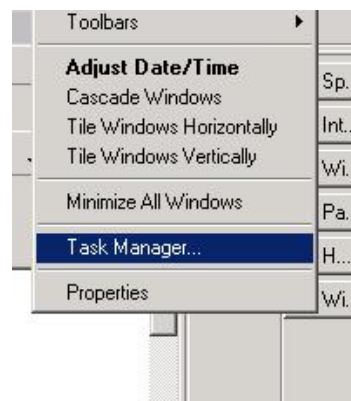 Toolbars
Adjust Date/Time
Cascade Windows
Tile Windows Horizontally
Tile Windows Vertically
Minimize All Windows
Task Manager...
Properties
Sp.
Int..
Wi.
Pa.
H...
Wi.